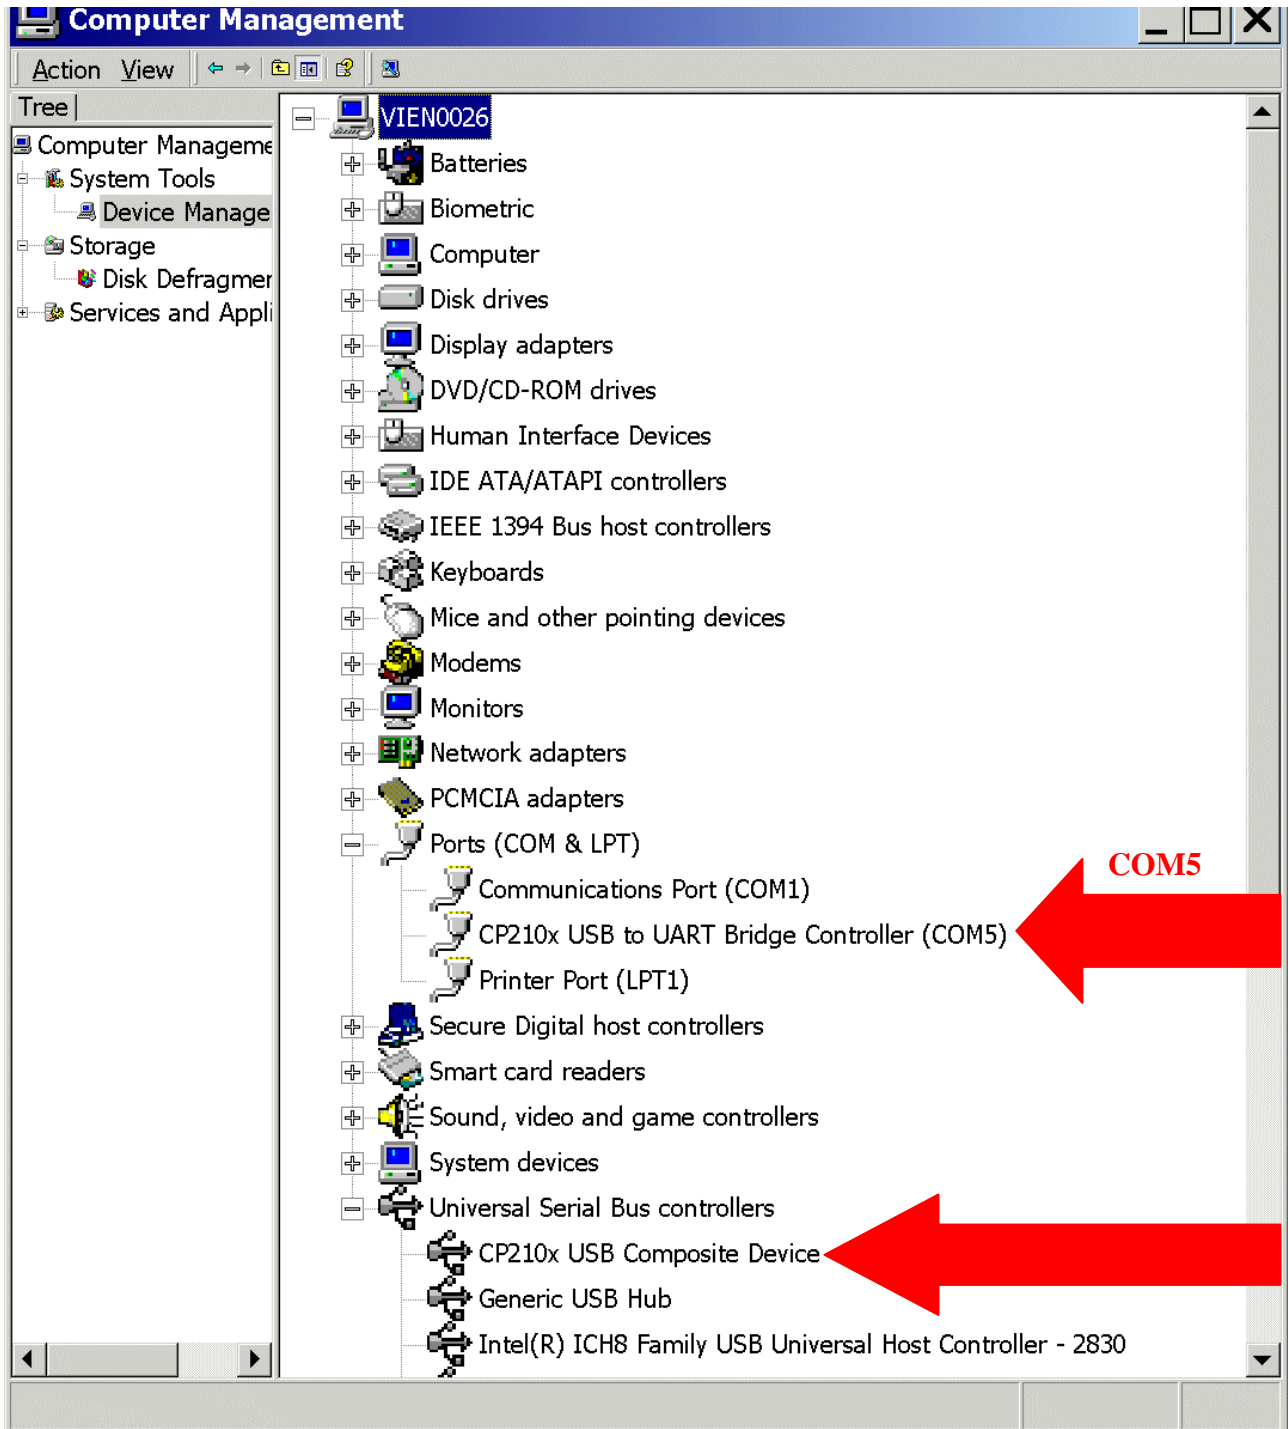 Computer Management
Action View
Tree
Computer Manageme
System Tools
Device Manage
Storage
Disk Defragmer
Services and Appli
VIEN0026
Batteries
Biometric
Computer
Disk drives
Display adapters
DVD/CD-ROM drives
Human Interface Devices
IDE ATA/ATAPI controllers
IEEE 1394 Bus host controllers
Keyboards
Mice and other pointing devices
Modems
Monitors
Network adapters
PCMCIA adapters
Ports (COM & LPT)
COM5
Communications Port (COM1)
CP210x USB to UART Bridge Controller (COM5)
Printer Port (LPT1)
Secure Digital host controllers
Smart card readers
Sound, video and game controllers
System devices
Universal Serial Bus controllers
CP210x USB Composite Device
Generic USB Hub
Intel(R) ICH8 Family USB Universal Host Controller - 2830